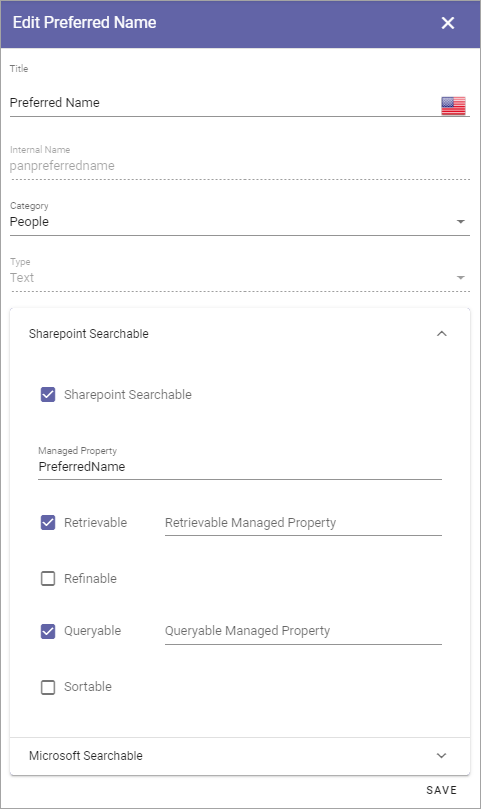 Edit Preferred Name
Title
Preferred Name
Internal Name
panpreferredname
Category
People
Type
Text
Sharepoint Searchable
Sharepoint Searchable
Managed Property
PreferredName
Retrievable Retrievable Managed Property
Refinable
Queryable Queryable Managed Property
Sortable
Microsoft Searchable
SAVE